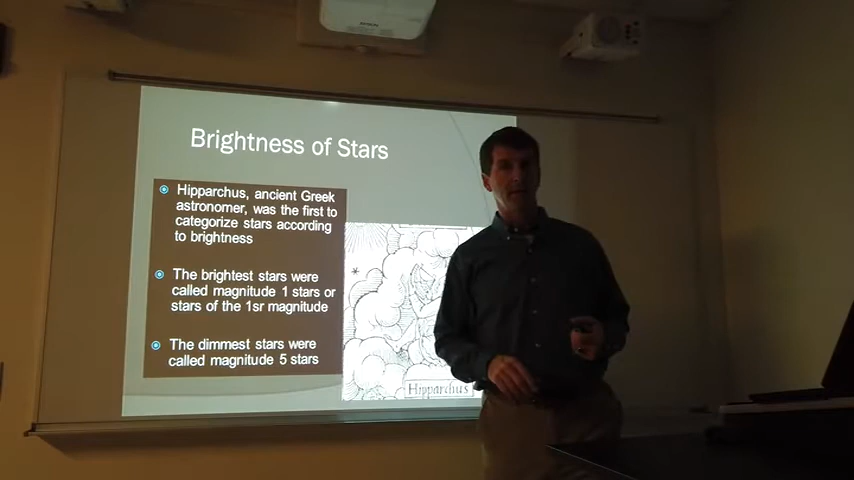 EPSON
Brightness of Stars
Hipparchus, ancient Greek
astronomer, was the first to
categorize stars according
to brightness
The brightest stars were
called magnitude 1 stars or
stars of the 1sr magnitude
The dimmest stars were
called magnitude 5 stars
Hipparchus